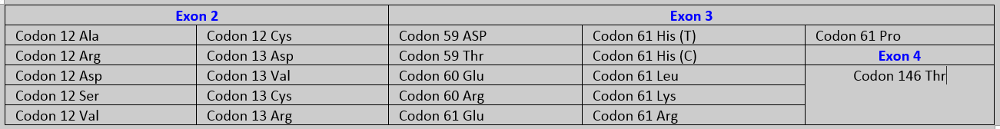 Exon 2 Exon 3
Codon 12 Ala Codon 12 Cys Codon 59 ASP Codon 61 His (T) Codon 61 Pro
Codon 12 Arg Codon 13 Asp Codon 59 Thr Codon 61 His (C) Exon 4
Codon 12 Asp Codon 13 Val Codon 60 Glu Codon 61 Leu Codon 146 Thr
Codon 12 Ser Codon 13 Cys Codon 60 Arg Codon 61 Lys
Codon 12 Val Codon 13 Arg Codon 61 Glu Codon 61 Arg